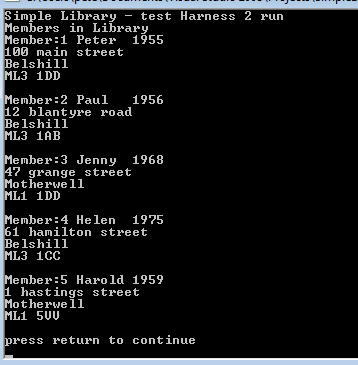 Simple Library - test Harness 2 run
Members in Library
Member:1 Peter  1955
100 main street
Belshill
ML3 1DD
Member:2 Paul   1956
12 blantyre road
Belshill
ML3 1AB
Member:3 Jenny  1968
47 grange street
Motherwell
ML1 1DD
Member:4 Helen  1975
61 hamilton street
Belshill
ML3 1CC
Member:5 Harold 1959
1 hastings street
Motherwell
ML1 5VV
press return to continue